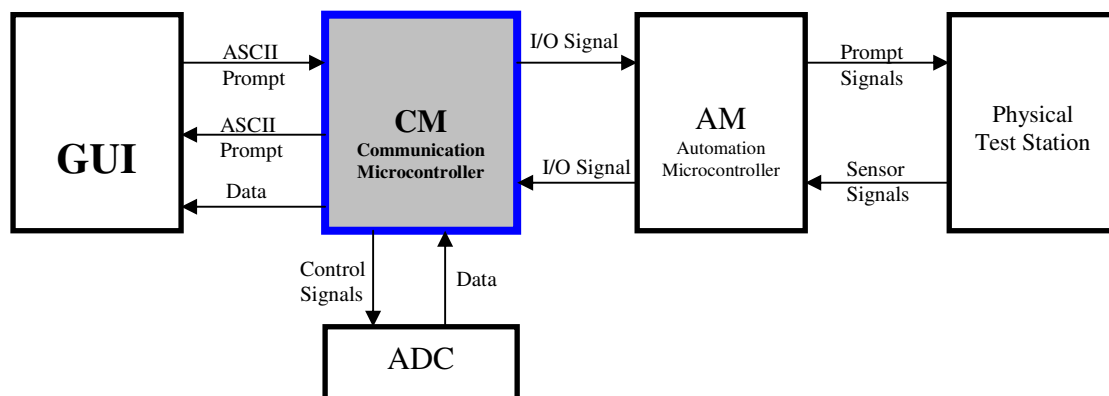 GUI
ASCII
Prompt
ASCII
Prompt
Data
CM
Communication
Microcontroller
I/O Signal
I/O Signal
AM
Automation
Microcontroller
Prompt
Signals
Sensor
Signals
Physical
Test Station
Control
Signals
Data
ADC